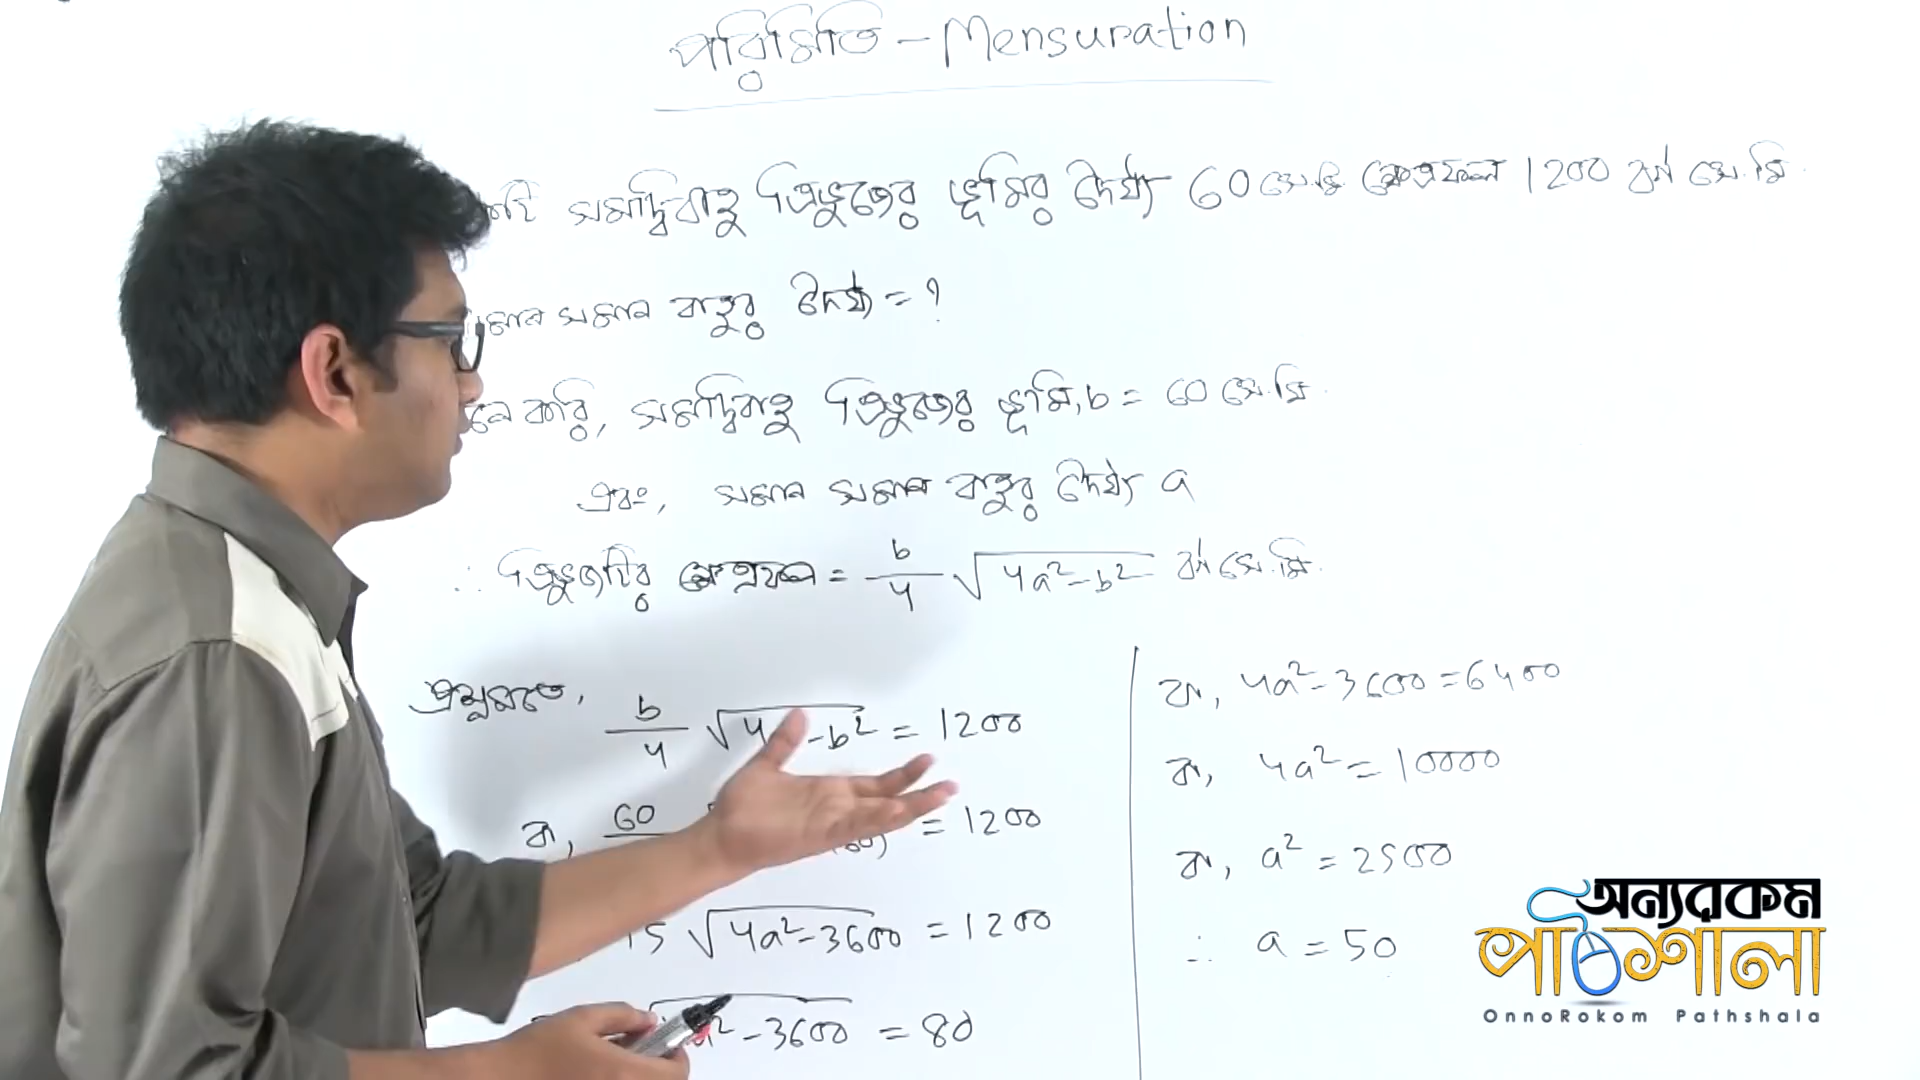 পরিমিতি - Mensuration
সমদ্বিবাহু ত্রিভুজের ভূমির দৈর্ঘ্য 60 সে.মি ক্ষেত্রফল 1200 বর্গ সে.মি
সমান সমান বাহুর দৈর্ঘ্য = ?
করি, সমদ্বিবাহু ত্রিভুজের ভূমি, b = 60 সে.মি
এবং, সমান সমান বাহুর দৈর্ঘ্য a
∴ ত্রিভুজটির ক্ষেত্রফল = b/4 √(4a²-b²) বর্গ সে.মি
প্রশ্নমতে, b/4 √4 -b² = 1200
বা, 60 = 1200
15 √(4a²-3600) = 1200
a²-3600 = 80
বা, 4a²-3600 = 6400
বা, 4a² = 10000
বা, a² = 2500
∴ a = 50
অন্যরকম
পাঠশালা
OnnoRokom Pathshala